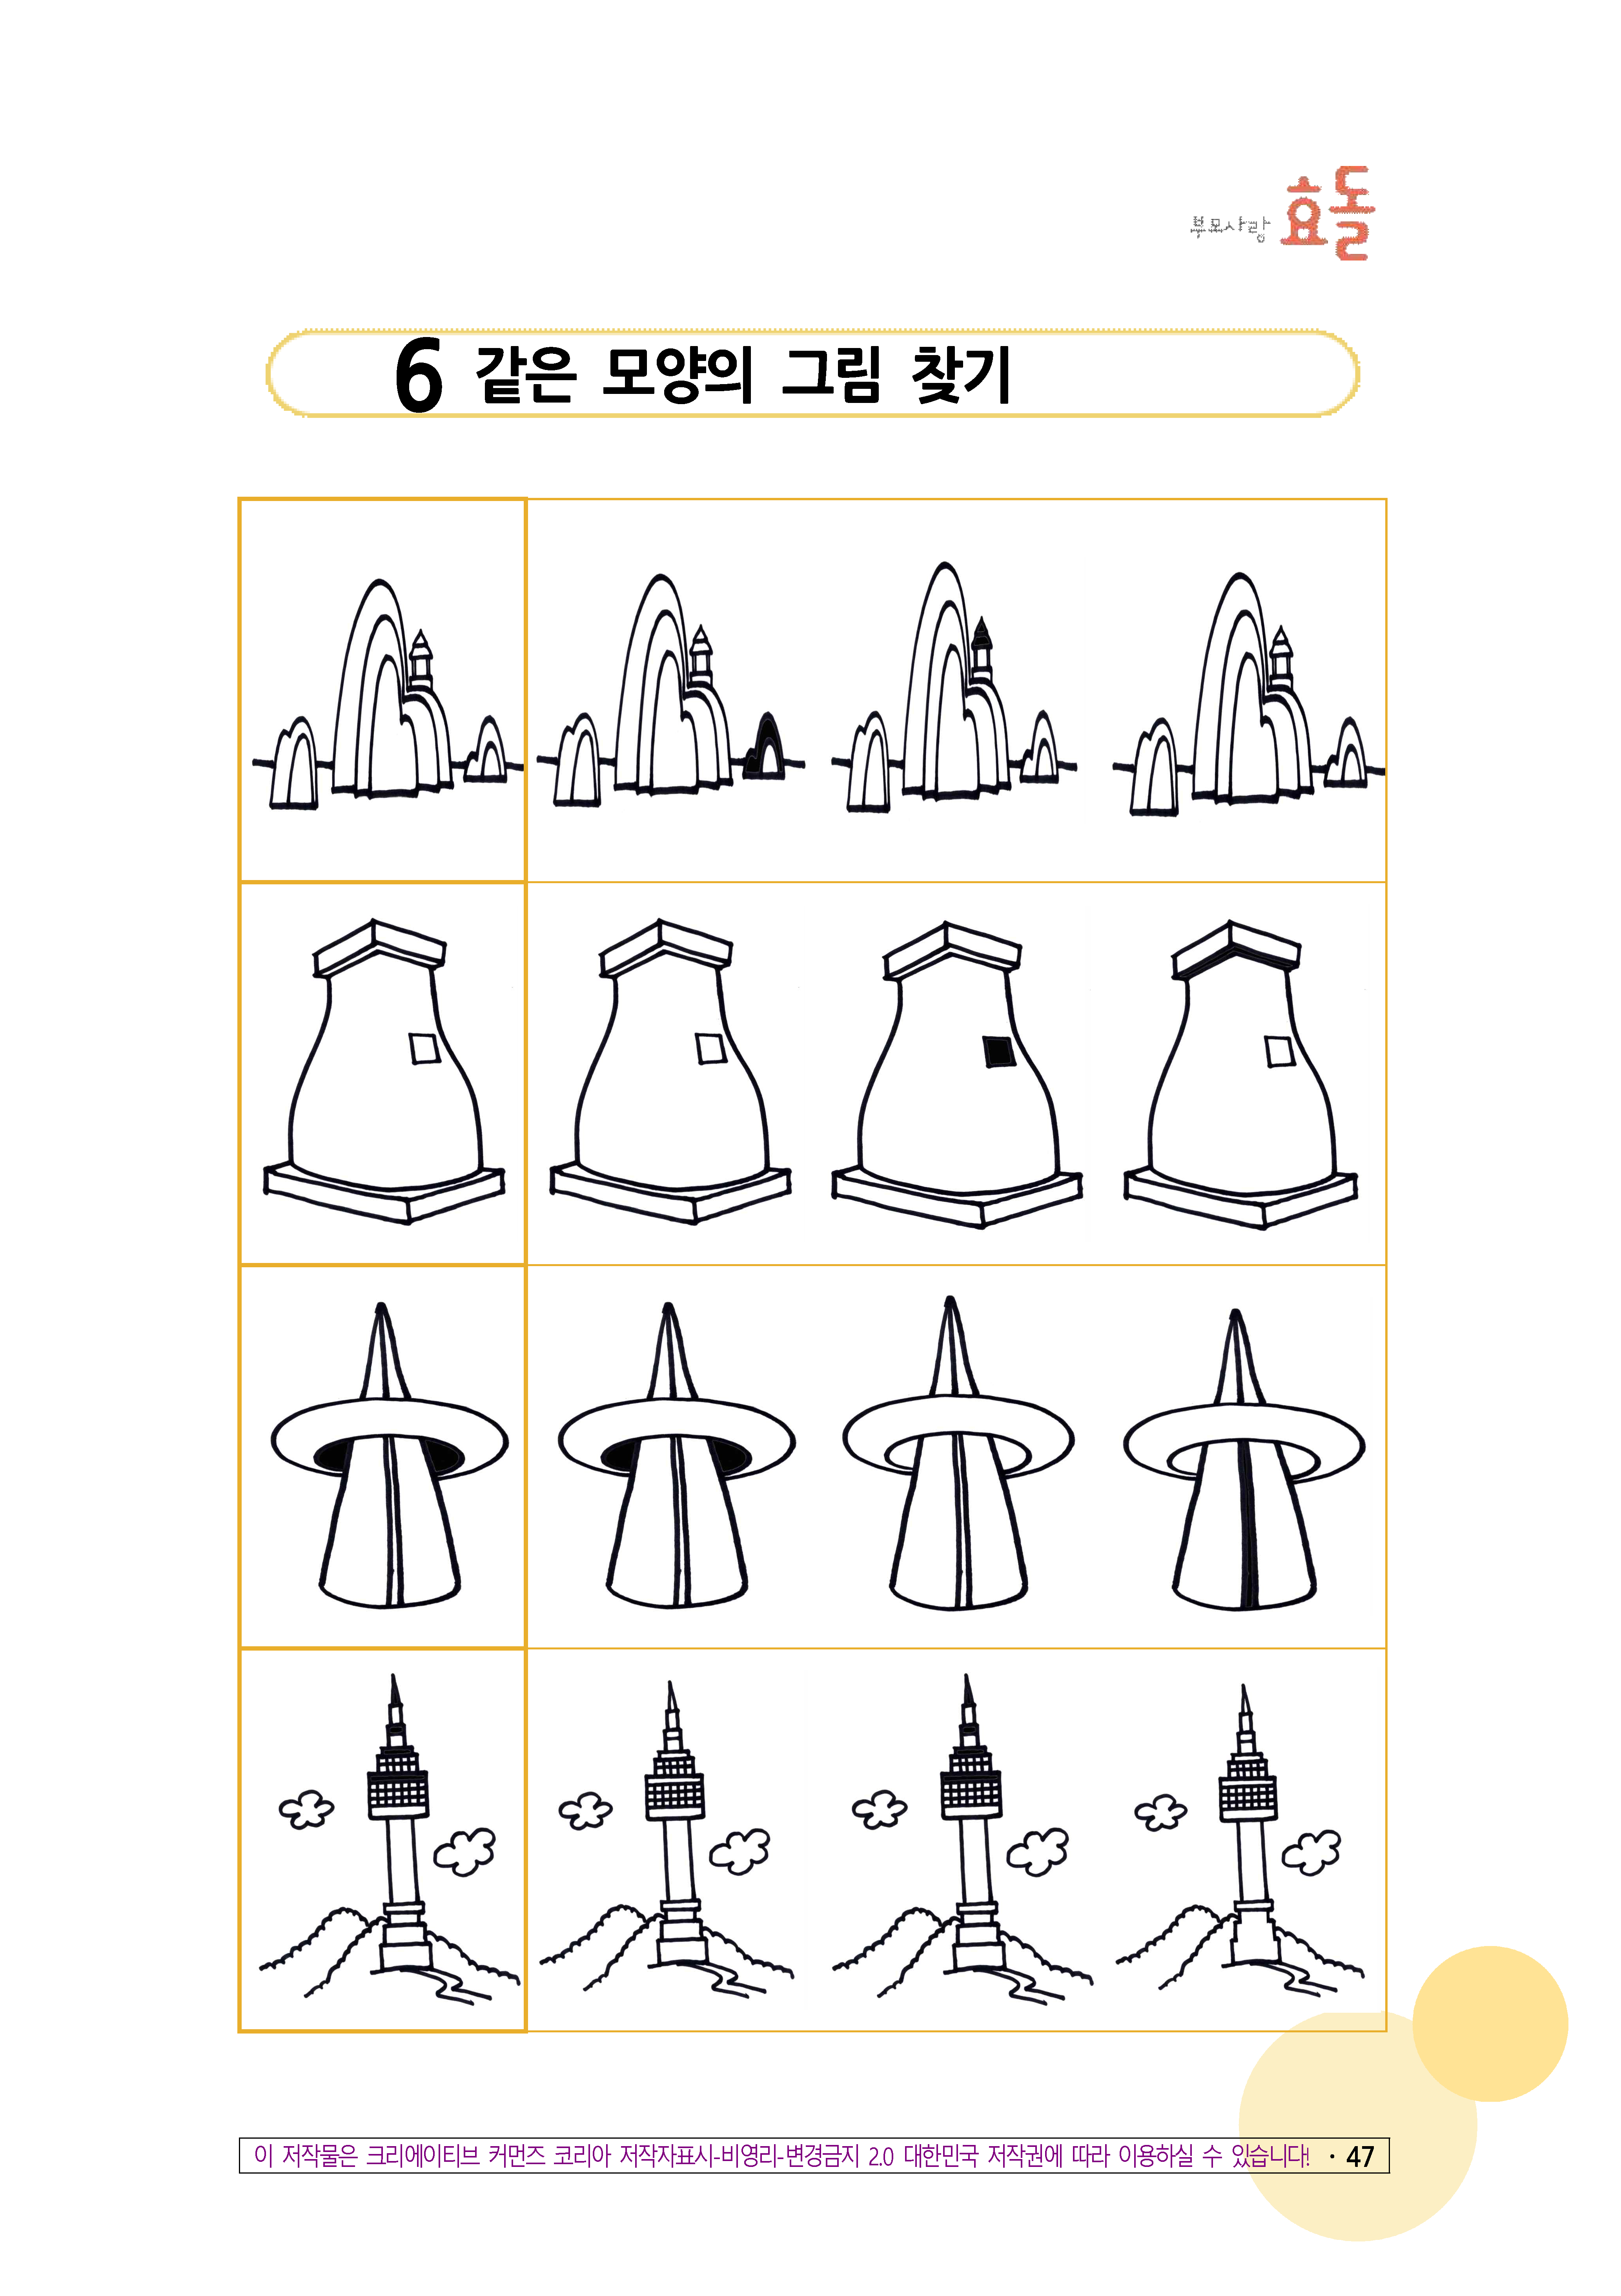 부모사랑 효돌
6 같은 모양의 그림 찾기
이 저작물은 크리에이티브 커먼즈 코리아 저작자표시-비영리-변경금지 2.0 대한민국 저작권에 따라 이용하실 수 있습니다! · 47